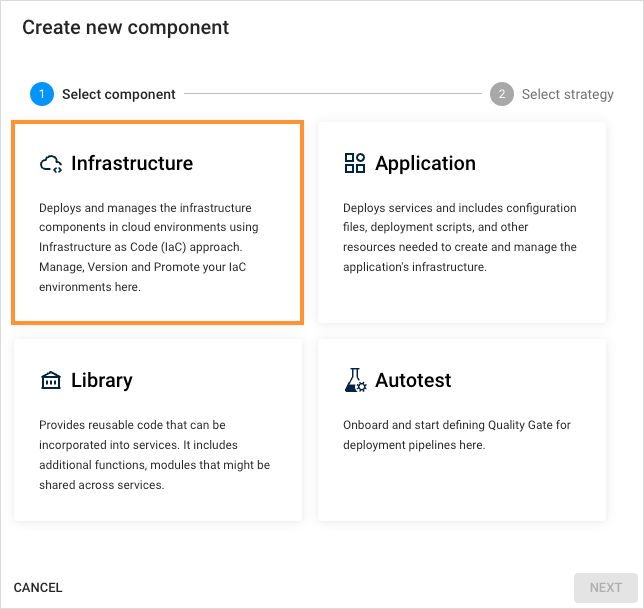 Create new component
1 Select component
2 Select strategy
Infrastructure
Deploys and manages the infrastructure
components in cloud environments using
Infrastructure as Code (IaC) approach.
Manage, Version and Promote your IaC
environments here.
Application
Deploys services and includes configuration
files, deployment scripts, and other
resources needed to create and manage the
application's infrastructure.
Library
Provides reusable code that can be
incorporated into services. It includes
additional functions, modules that might be
shared across services.
Autotest
Onboard and start defining Quality Gate for
deployment pipelines here.
CANCEL
NEXT